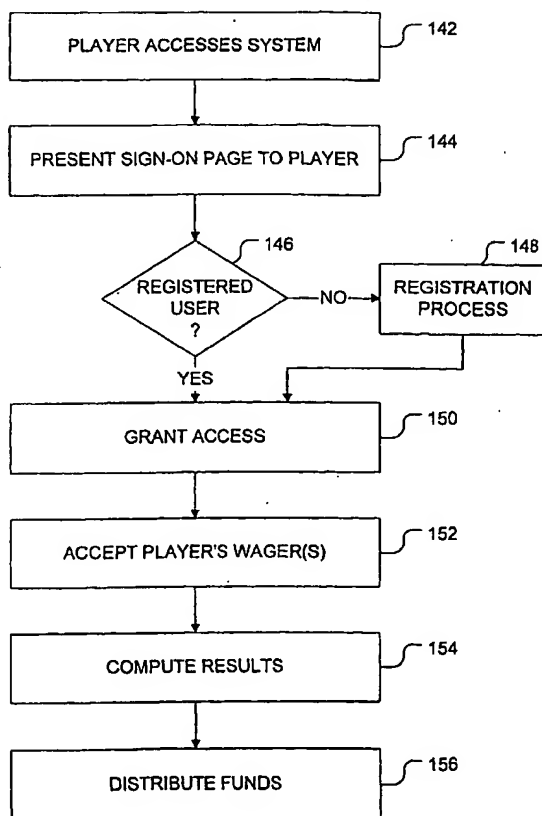 PLAYER ACCESSES SYSTEM
142
PRESENT SIGN-ON PAGE TO PLAYER
144
146
REGISTERED
USER
?
NO
148
REGISTRATION
PROCESS
YES
GRANT ACCESS
150
ACCEPT PLAYER'S WAGER(S)
152
COMPUTE RESULTS
154
DISTRIBUTE FUNDS
156